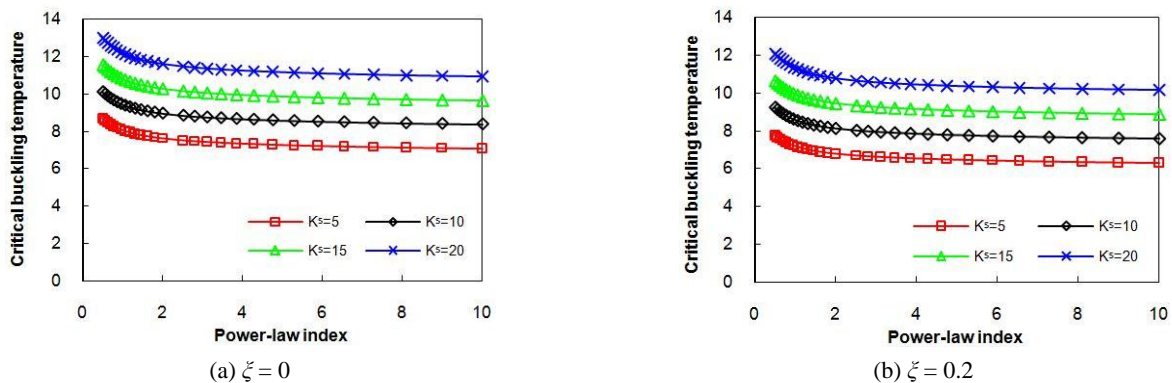 14
12
10
8
6
4
2
0
Critical buckling temperature
Ks=5
Ks=10
Ks=15
Ks=20
0 2 4 6 8 10
Power-law index
(a) ξ = 0
14
12
10
8
6
4
2
0
Critical buckling temperature
Ks=5
Ks=10
Ks=15
Ks=20
0 2 4 6 8 10
Power-law index
(b) ξ = 0.2